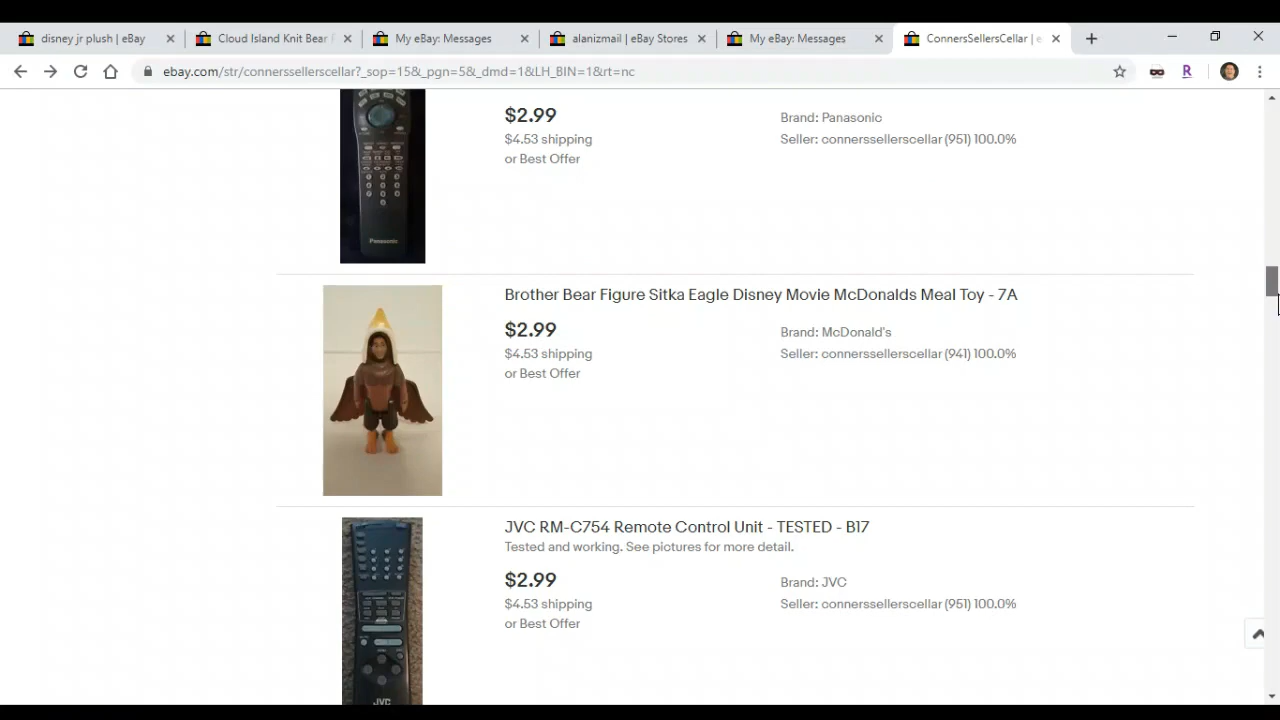 disney jr plush | eBay
Cloud Island Knit Bear
My eBay: Messages
alanizmail | eBay Stores
My eBay: Messages
ConnersSellersCellar | e
ebay.com/str/connerssellerscellar?_sop=15&_pgn=5&_dmd=1&LH_BIN=1&rt=nc
R
$2.99
Brand: Panasonic
$4.53 shipping
Seller: connerssellerscellar (951) 100.0%
or Best Offer
Panasonic
Brother Bear Figure Sitka Eagle Disney Movie McDonalds Meal Toy - 7A
$2.99
Brand: McDonald's
$4.53 shipping
Seller: connerssellerscellar (941) 100.0%
or Best Offer
JVC RM-C754 Remote Control Unit - TESTED - B17
Tested and working. See pictures for more detail.
$2.99
Brand: JVC
$4.53 shipping
Seller: connerssellerscellar (951) 100.0%
or Best Offer
JVC